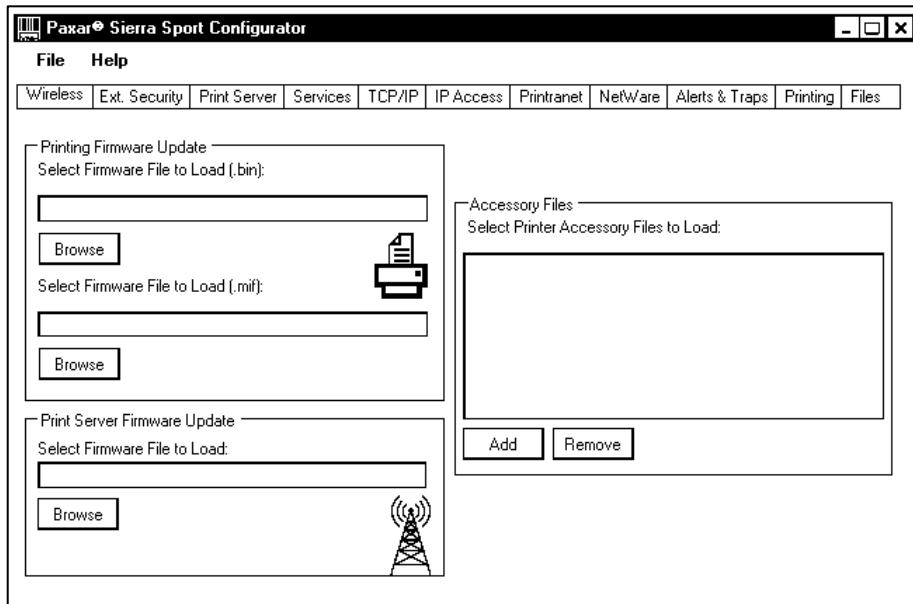 Paxar® Sierra Sport Configurator
File Help
Wireless Ext. Security Print Server Services TCP/IP IP Access Printranet NetWare Alerts & Traps Printing Files
Printing Firmware Update
Select Firmware File to Load (.bin):
Browse
Select Firmware File to Load (.mif):
Browse
Print Server Firmware Update
Select Firmware File to Load:
Browse
Accessory Files
Select Printer Accessory Files to Load:
Add Remove